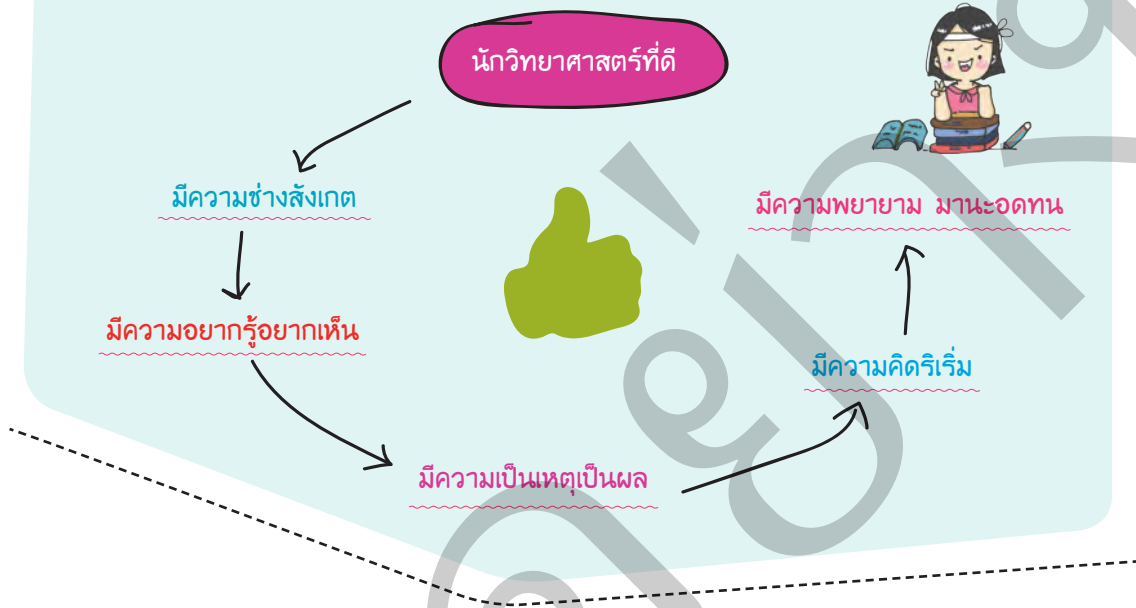 นักวิทยาศาสตร์ที่ดี
มีความช่างสังเกต
มีความอยากรู้อยากเห็น
มีความเป็นเหตุเป็นผล
มีความคิดริเริ่ม
มีความพยายาม มานะอดทน